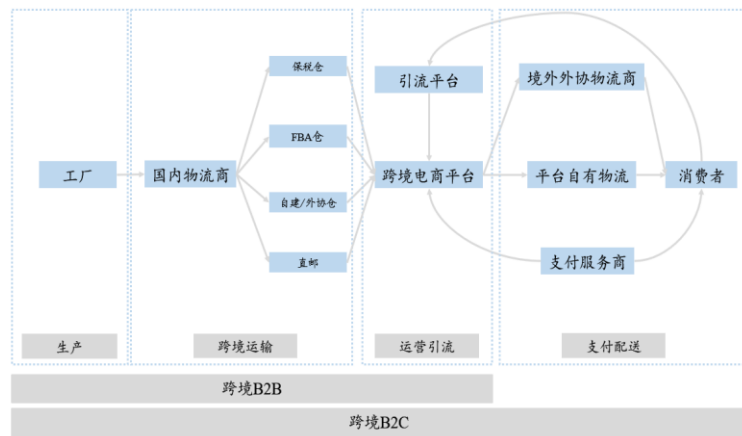 保税仓
引流平台
境外外协物流商
FBA仓
工厂
国内物流商
跨境电商平台
平台自有物流
消费者
自建/外协仓
直邮
支付服务商
生产
跨境运输
运营引流
支付配送
跨境B2B
跨境B2C